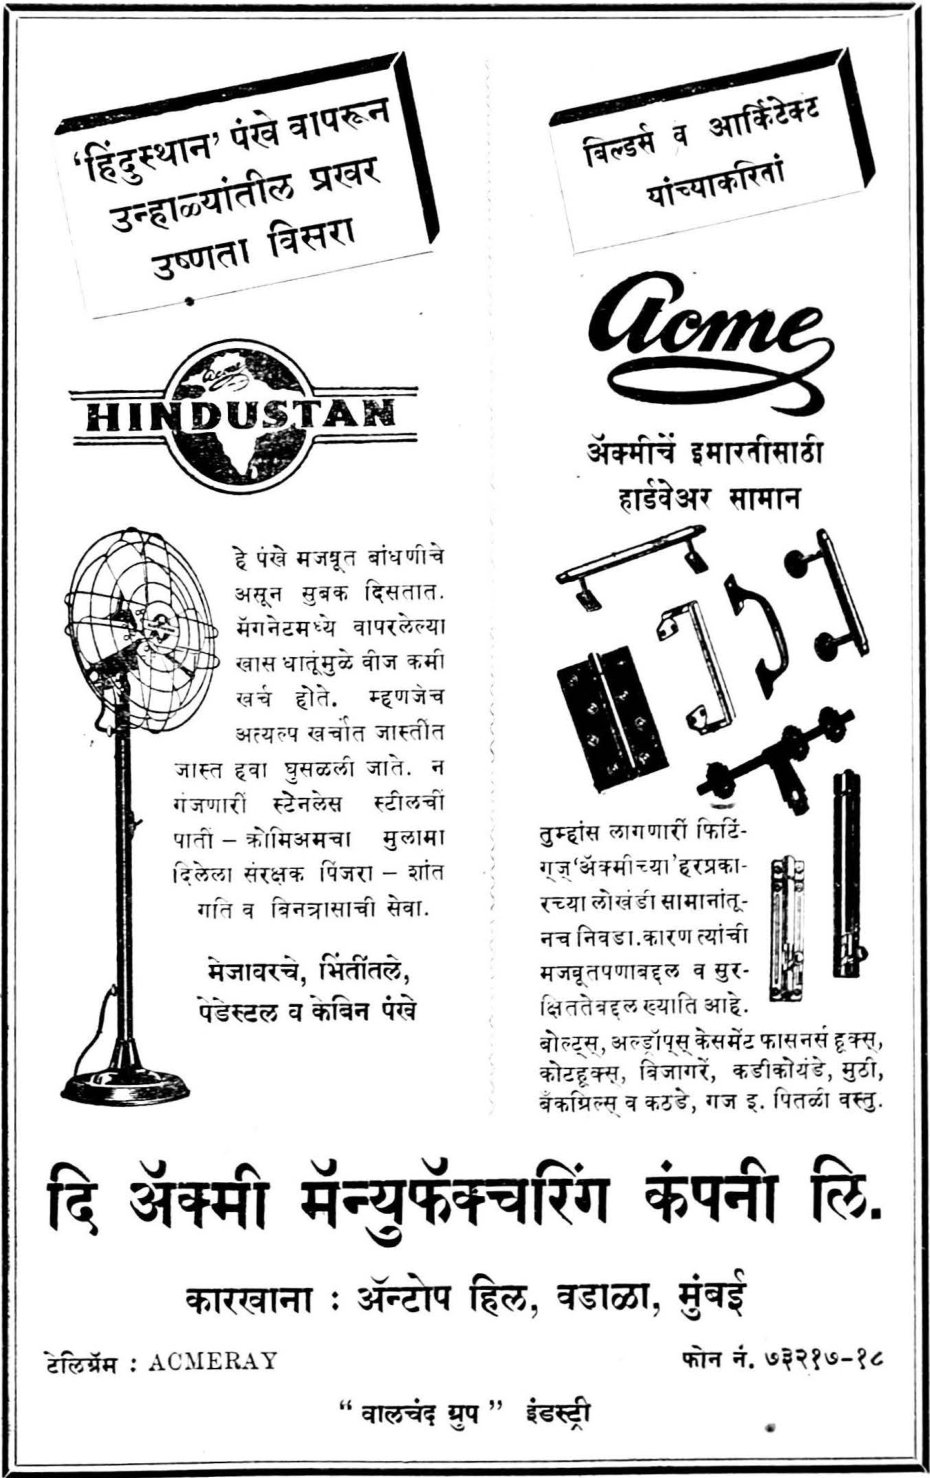 ‘हिंदुस्थान’ पंखे वापरून
उन्हाळ्यांतील प्रखर
उष्णता विसरा
Acme
HINDUSTAN
हे पंखे मजबूत बांधणीचे
असून सुबक दिसतात.
मॅगनेटमध्ये वापरलेल्या
खास धातूंमुळे वीज कमी
खर्च होते. म्हणजेच
अत्यल्प खर्चांत जास्तींत
जास्त हवा घुसळली जाते. न
गंजणारीं स्टेनलेस स्टीलचीं
पातीं – क्रोमिअमचा मुलामा
दिलेला संरक्षक पिंजरा – शांत
गति व बिनत्रासाची सेवा.
मेजावरचे, भिंतींतले,
पेडेस्टल व केबिन पंखे
बिल्डर्स व आर्किटेक्ट
यांच्याकरितां
Acme
ॲक्मीचें इमारतीसाठी
हार्डवेअर सामान
तुम्हांस लागणारीं फिटिं-
ग्ज् ‘ॲक्मीच्या’ हरप्रका-
रच्या लोखंडी सामानांतू-
नच निवडा. कारण त्यांची
मजबूतपणाबद्दल व सुर-
क्षिततेबद्दल ख्याति आहे.
बोल्ट्स्, अल्ड्रॉप्स् केसमेंट फासनर्स हूक्स्,
कोटहूक्स्, बिजागरें, कडीकोयंडे, मुठी,
बँकग्रिल्स् व कठडे, गज इ. पितळी वस्तु.
दि ॲक्मी मॅन्युफॅक्चरिंग कंपनी लि.
कारखाना : ॲन्टोप हिल, वडाळा, मुंबई
टेलिग्रॅम : ACMERAY
फोन नं. ७३२१७-१८
“ वालचंद ग्रुप ” इंडस्ट्री